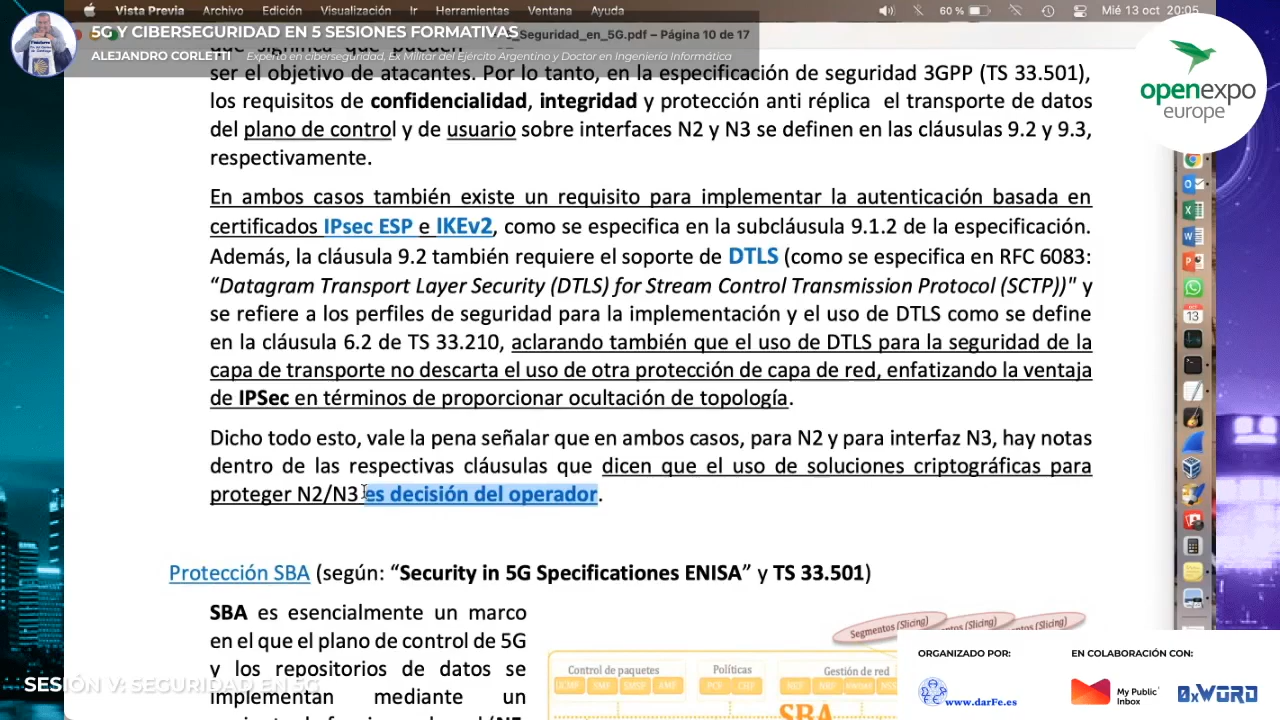 Vista Previa Archivo Edición Visualización Ir Herramientas Ventana Ayuda 60 % Mié 13 oct 20:05
5G Y CIBERSEGURIDAD EN 5 SESIONES FORMATIVAS
_Seguridad_en_5G.pdf – Página 10 de 17
ALEJANDRO CORLETTI Experto en ciberseguridad, Ex Militar del Ejército Argentino y Doctor en Ingeniería Informática
openexpo
europe
que significa que pueden
ser el objetivo de atacantes. Por lo tanto, en la especificación de seguridad 3GPP (TS 33.501),
los requisitos de confidencialidad, integridad y protección anti réplica el transporte de datos
del plano de control y de usuario sobre interfaces N2 y N3 se definen en las cláusulas 9.2 y 9.3,
respectivamente.
En ambos casos también existe un requisito para implementar la autenticación basada en
certificados IPsec ESP e IKEv2, como se especifica en la subcláusula 9.1.2 de la especificación.
Además, la cláusula 9.2 también requiere el soporte de DTLS (como se especifica en RFC 6083:
“Datagram Transport Layer Security (DTLS) for Stream Control Transmission Protocol (SCTP))" y
se refiere a los perfiles de seguridad para la implementación y el uso de DTLS como se define
en la cláusula 6.2 de TS 33.210, aclarando también que el uso de DTLS para la seguridad de la
capa de transporte no descarta el uso de otra protección de capa de red, enfatizando la ventaja
de IPSec en términos de proporcionar ocultación de topología.
Dicho todo esto, vale la pena señalar que en ambos casos, para N2 y para interfaz N3, hay notas
dentro de las respectivas cláusulas que dicen que el uso de soluciones criptográficas para
proteger N2/N3 es decisión del operador.
Protección SBA (según: “Security in 5G Specificationes ENISA” y TS 33.501)
SBA es esencialmente un marco
en el que el plano de control de 5G
y los repositorios de datos se
implementan mediante un
Segmentos (Slicing)
(Slicing)
(Slicing)
Control de paquetes Políticas Gestión de red
SMF SMSF AMF PCF CHF NEF NRF
SBA
SESIÓN V: SEGURIDAD EN 5G
ORGANIZADO POR:
www.darFe.es
EN COLABORACIÓN CON:
My Public
Inbox
0xWORD